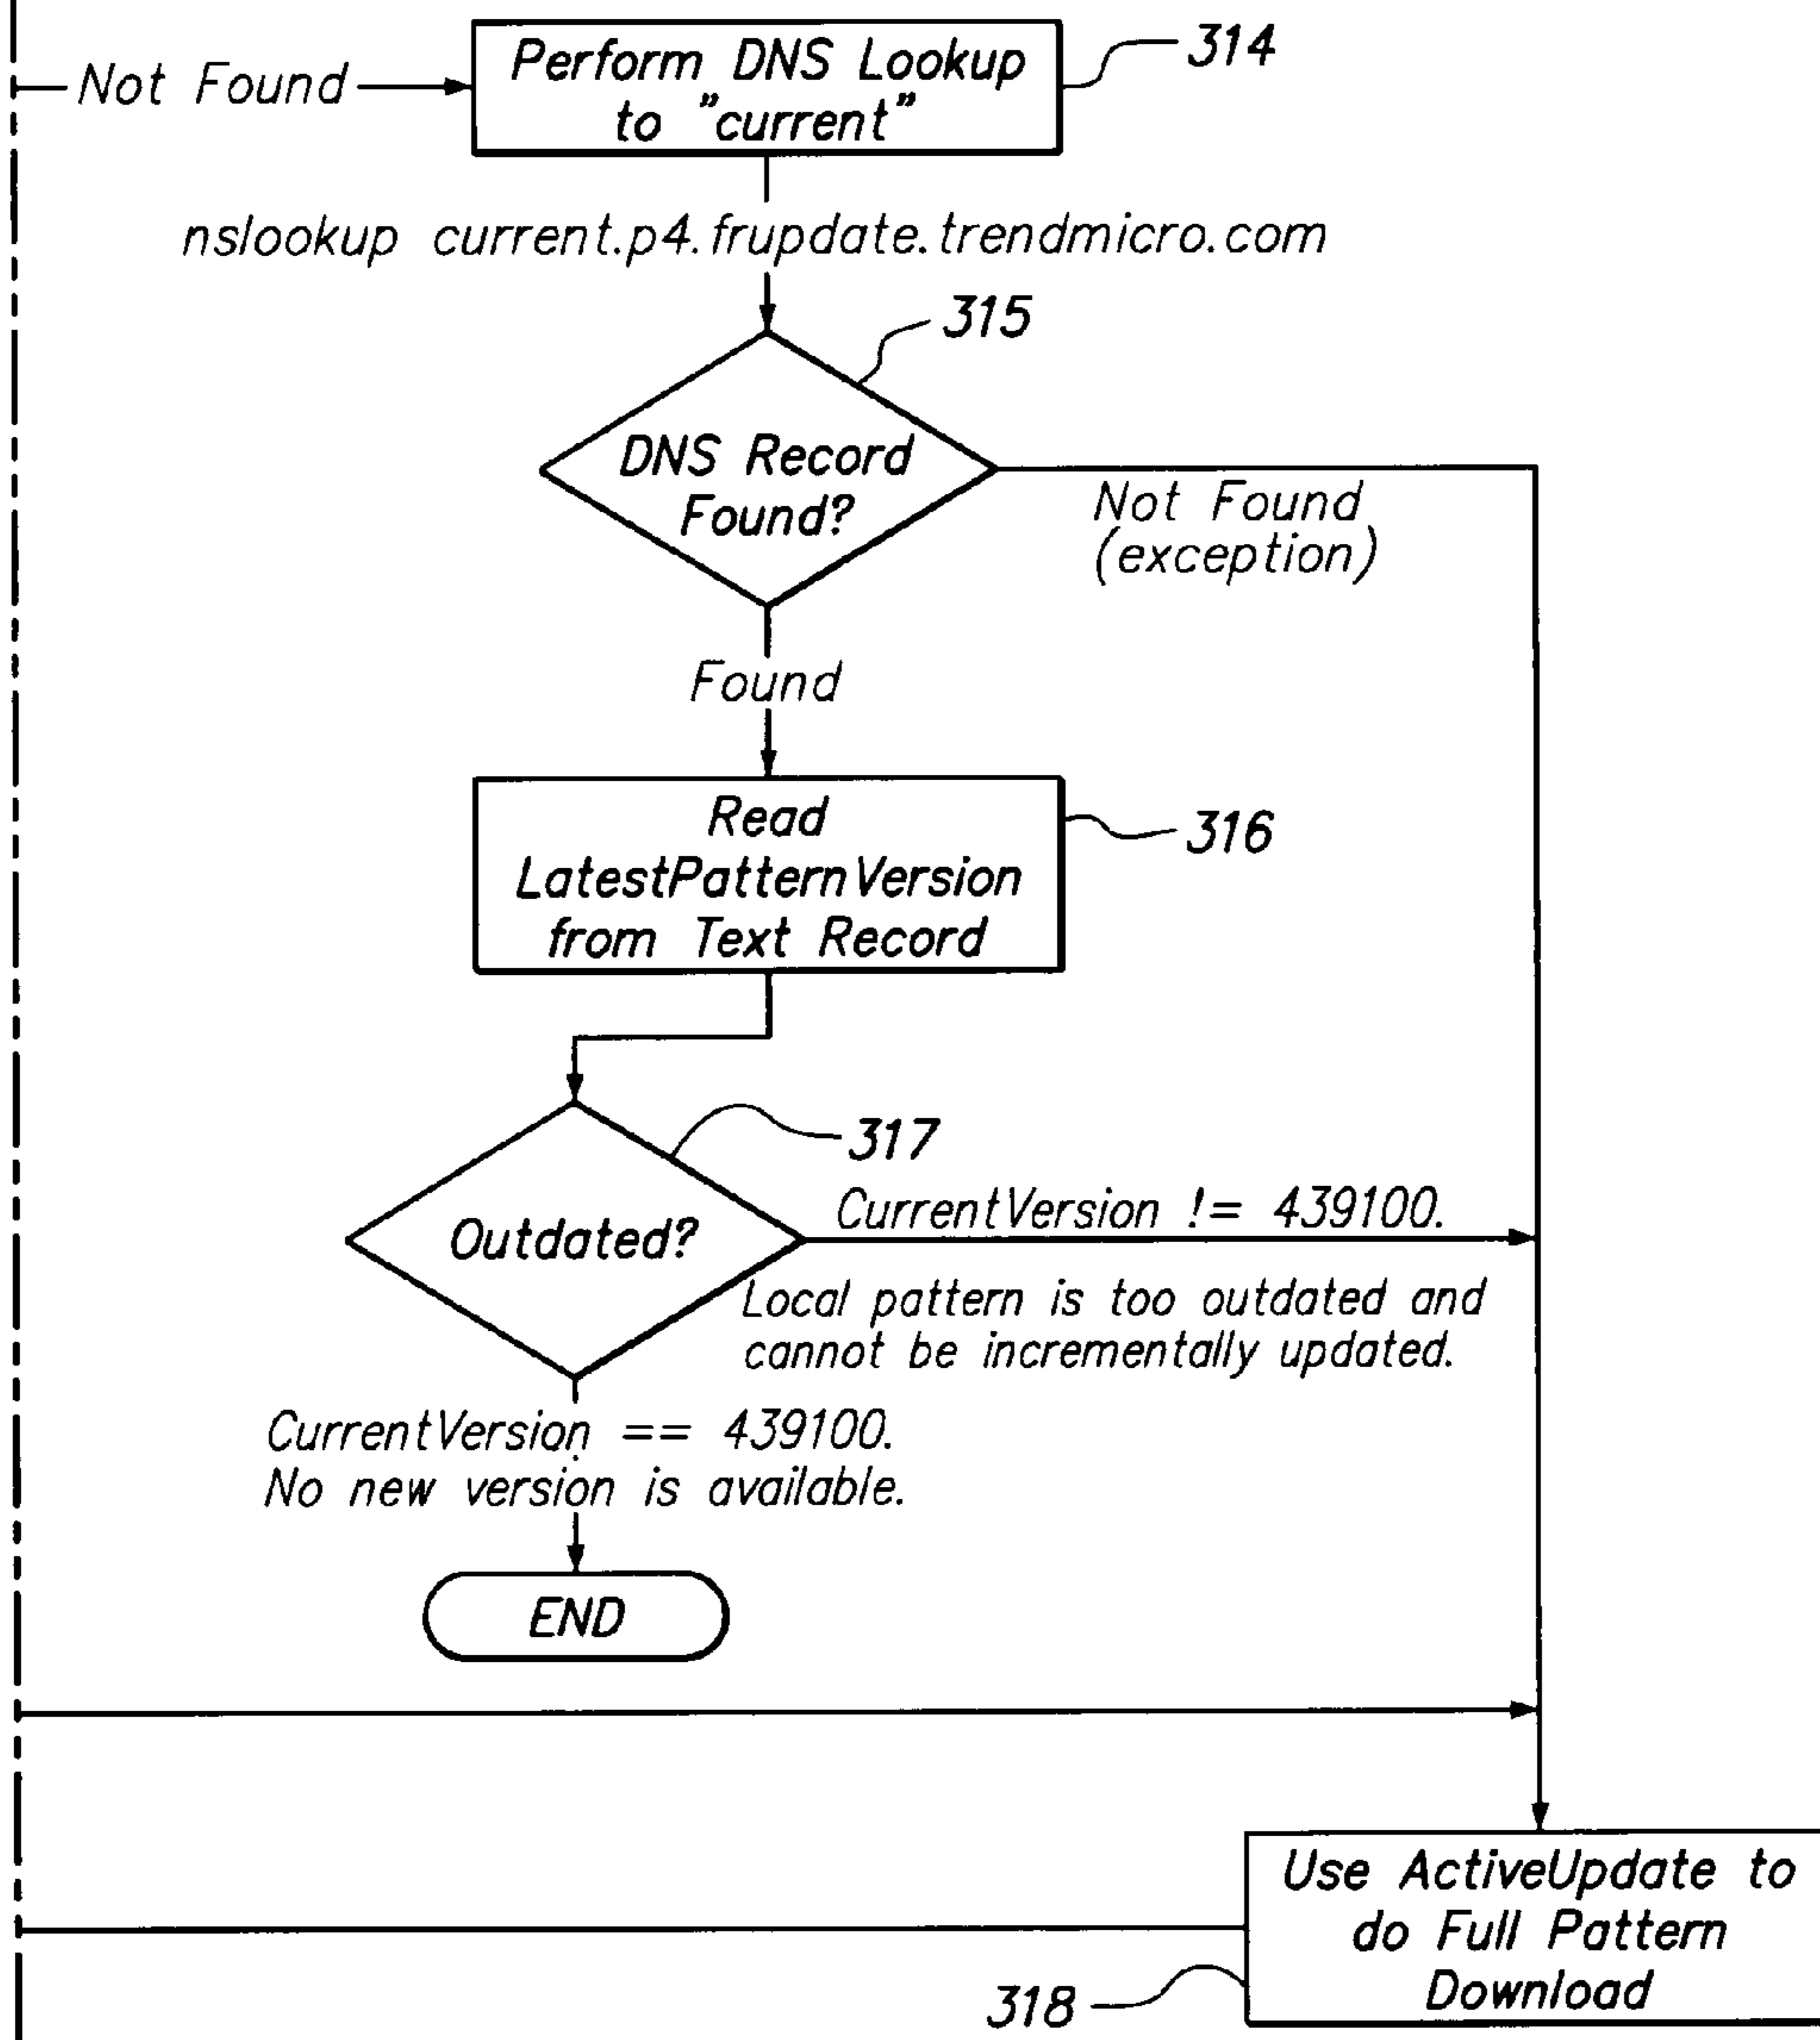 Perform DNS Lookup
to "current"
314
Not Found
nslookup current.p4.frupdate.trendmicro.com
315
DNS Record
Found?
Not Found
(exception)
Found
Read
LatestPatternVersion
from Text Record
316
317
Outdated?
CurrentVersion != 439100.
Local pattern is too outdated and
cannot be incrementally updated.
CurrentVersion == 439100.
No new version is available.
END
Use ActiveUpdate to
do Full Pattern
Download
318